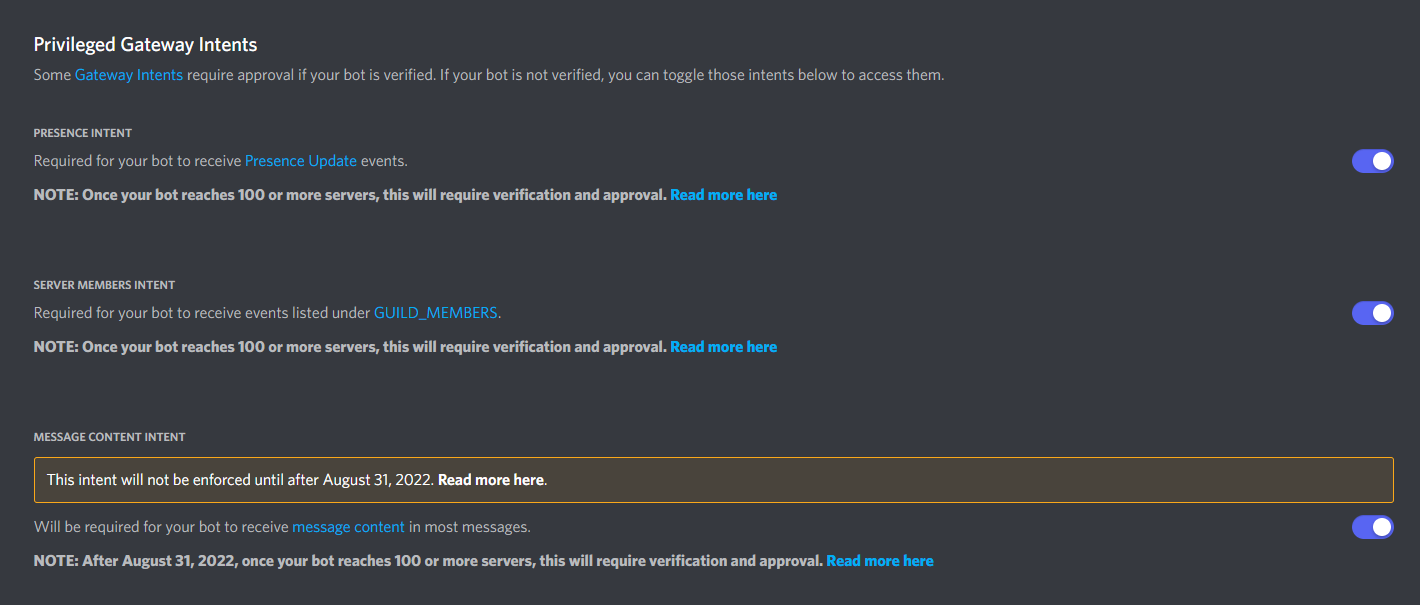 Privileged Gateway Intents
Some Gateway Intents require approval if your bot is verified. If your bot is not verified, you can toggle those intents below to access them.
PRESENCE INTENT
Required for your bot to receive Presence Update events.
NOTE: Once your bot reaches 100 or more servers, this will require verification and approval. Read more here
SERVER MEMBERS INTENT
Required for your bot to receive events listed under GUILD_MEMBERS.
NOTE: Once your bot reaches 100 or more servers, this will require verification and approval. Read more here
MESSAGE CONTENT INTENT
This intent will not be enforced until after August 31, 2022. Read more here.
Will be required for your bot to receive message content in most messages.
NOTE: After August 31, 2022, once your bot reaches 100 or more servers, this will require verification and approval. Read more here